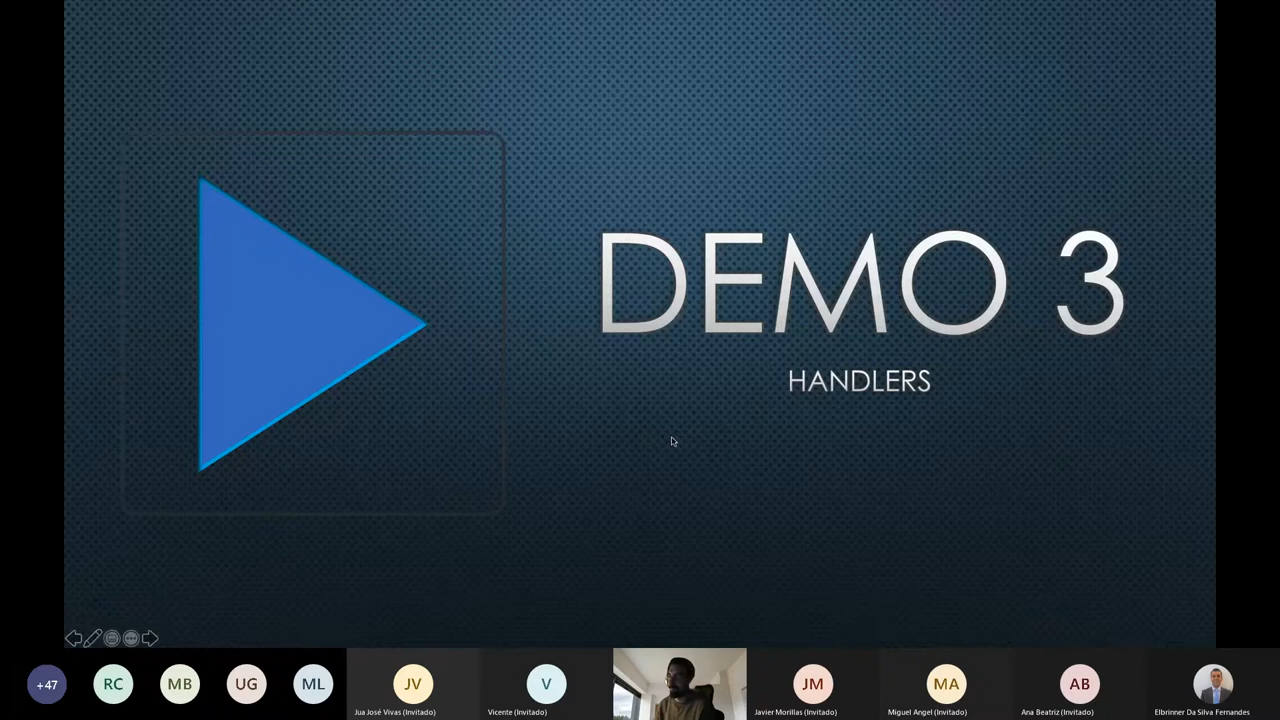 DEMO 3
HANDLERS
+47
RC
MB
UG
ML
JV
Jua José Vivas (Invitado)
V
Vicente (Invitado)
JM
Javier Morillas (Invitado)
MA
Miguel Angel (Invitado)
AB
Ana Beatriz (Invitado)
Elbrinner Da Silva Fernandes